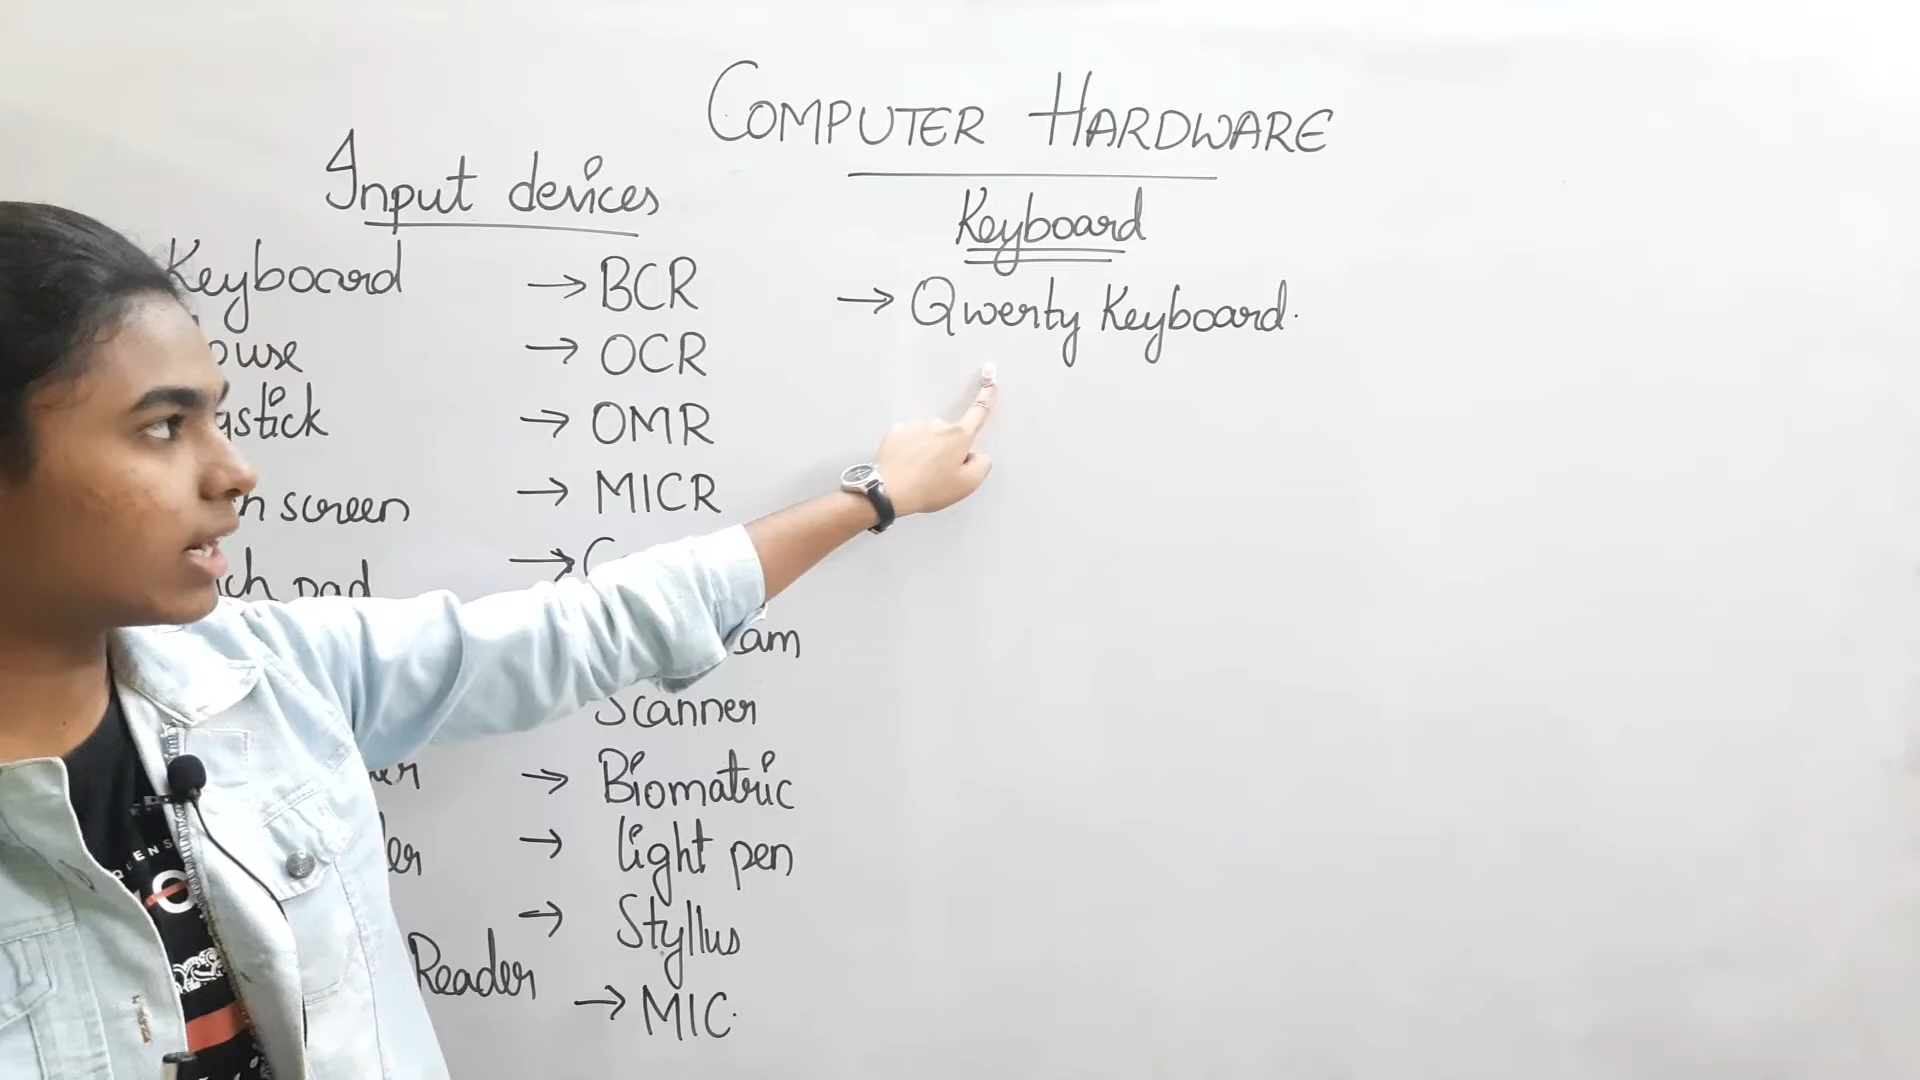 COMPUTER HARDWARE
Input devices
Keyboard
stick
screen
pad
Reader
→ BCR
→ OCR
→ OMR
→ MICR
→
am
Scanner
→ Biomatric
→ light pen
→ Styllus
→ MIC.
Keyboard
→ Qwerty Keyboard.